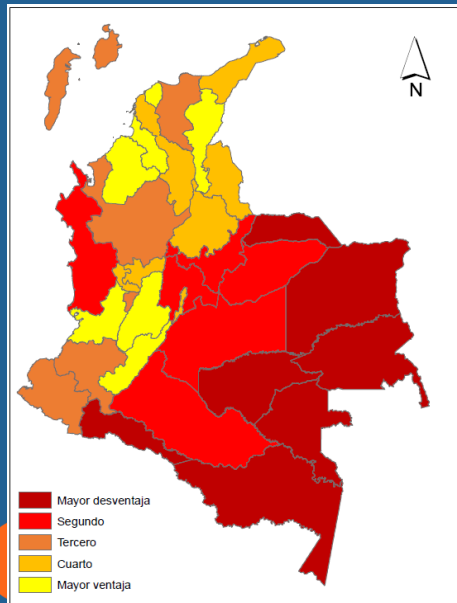 N
Mayor desventaja
Segundo
Tercero
Cuarto
Mayor ventaja